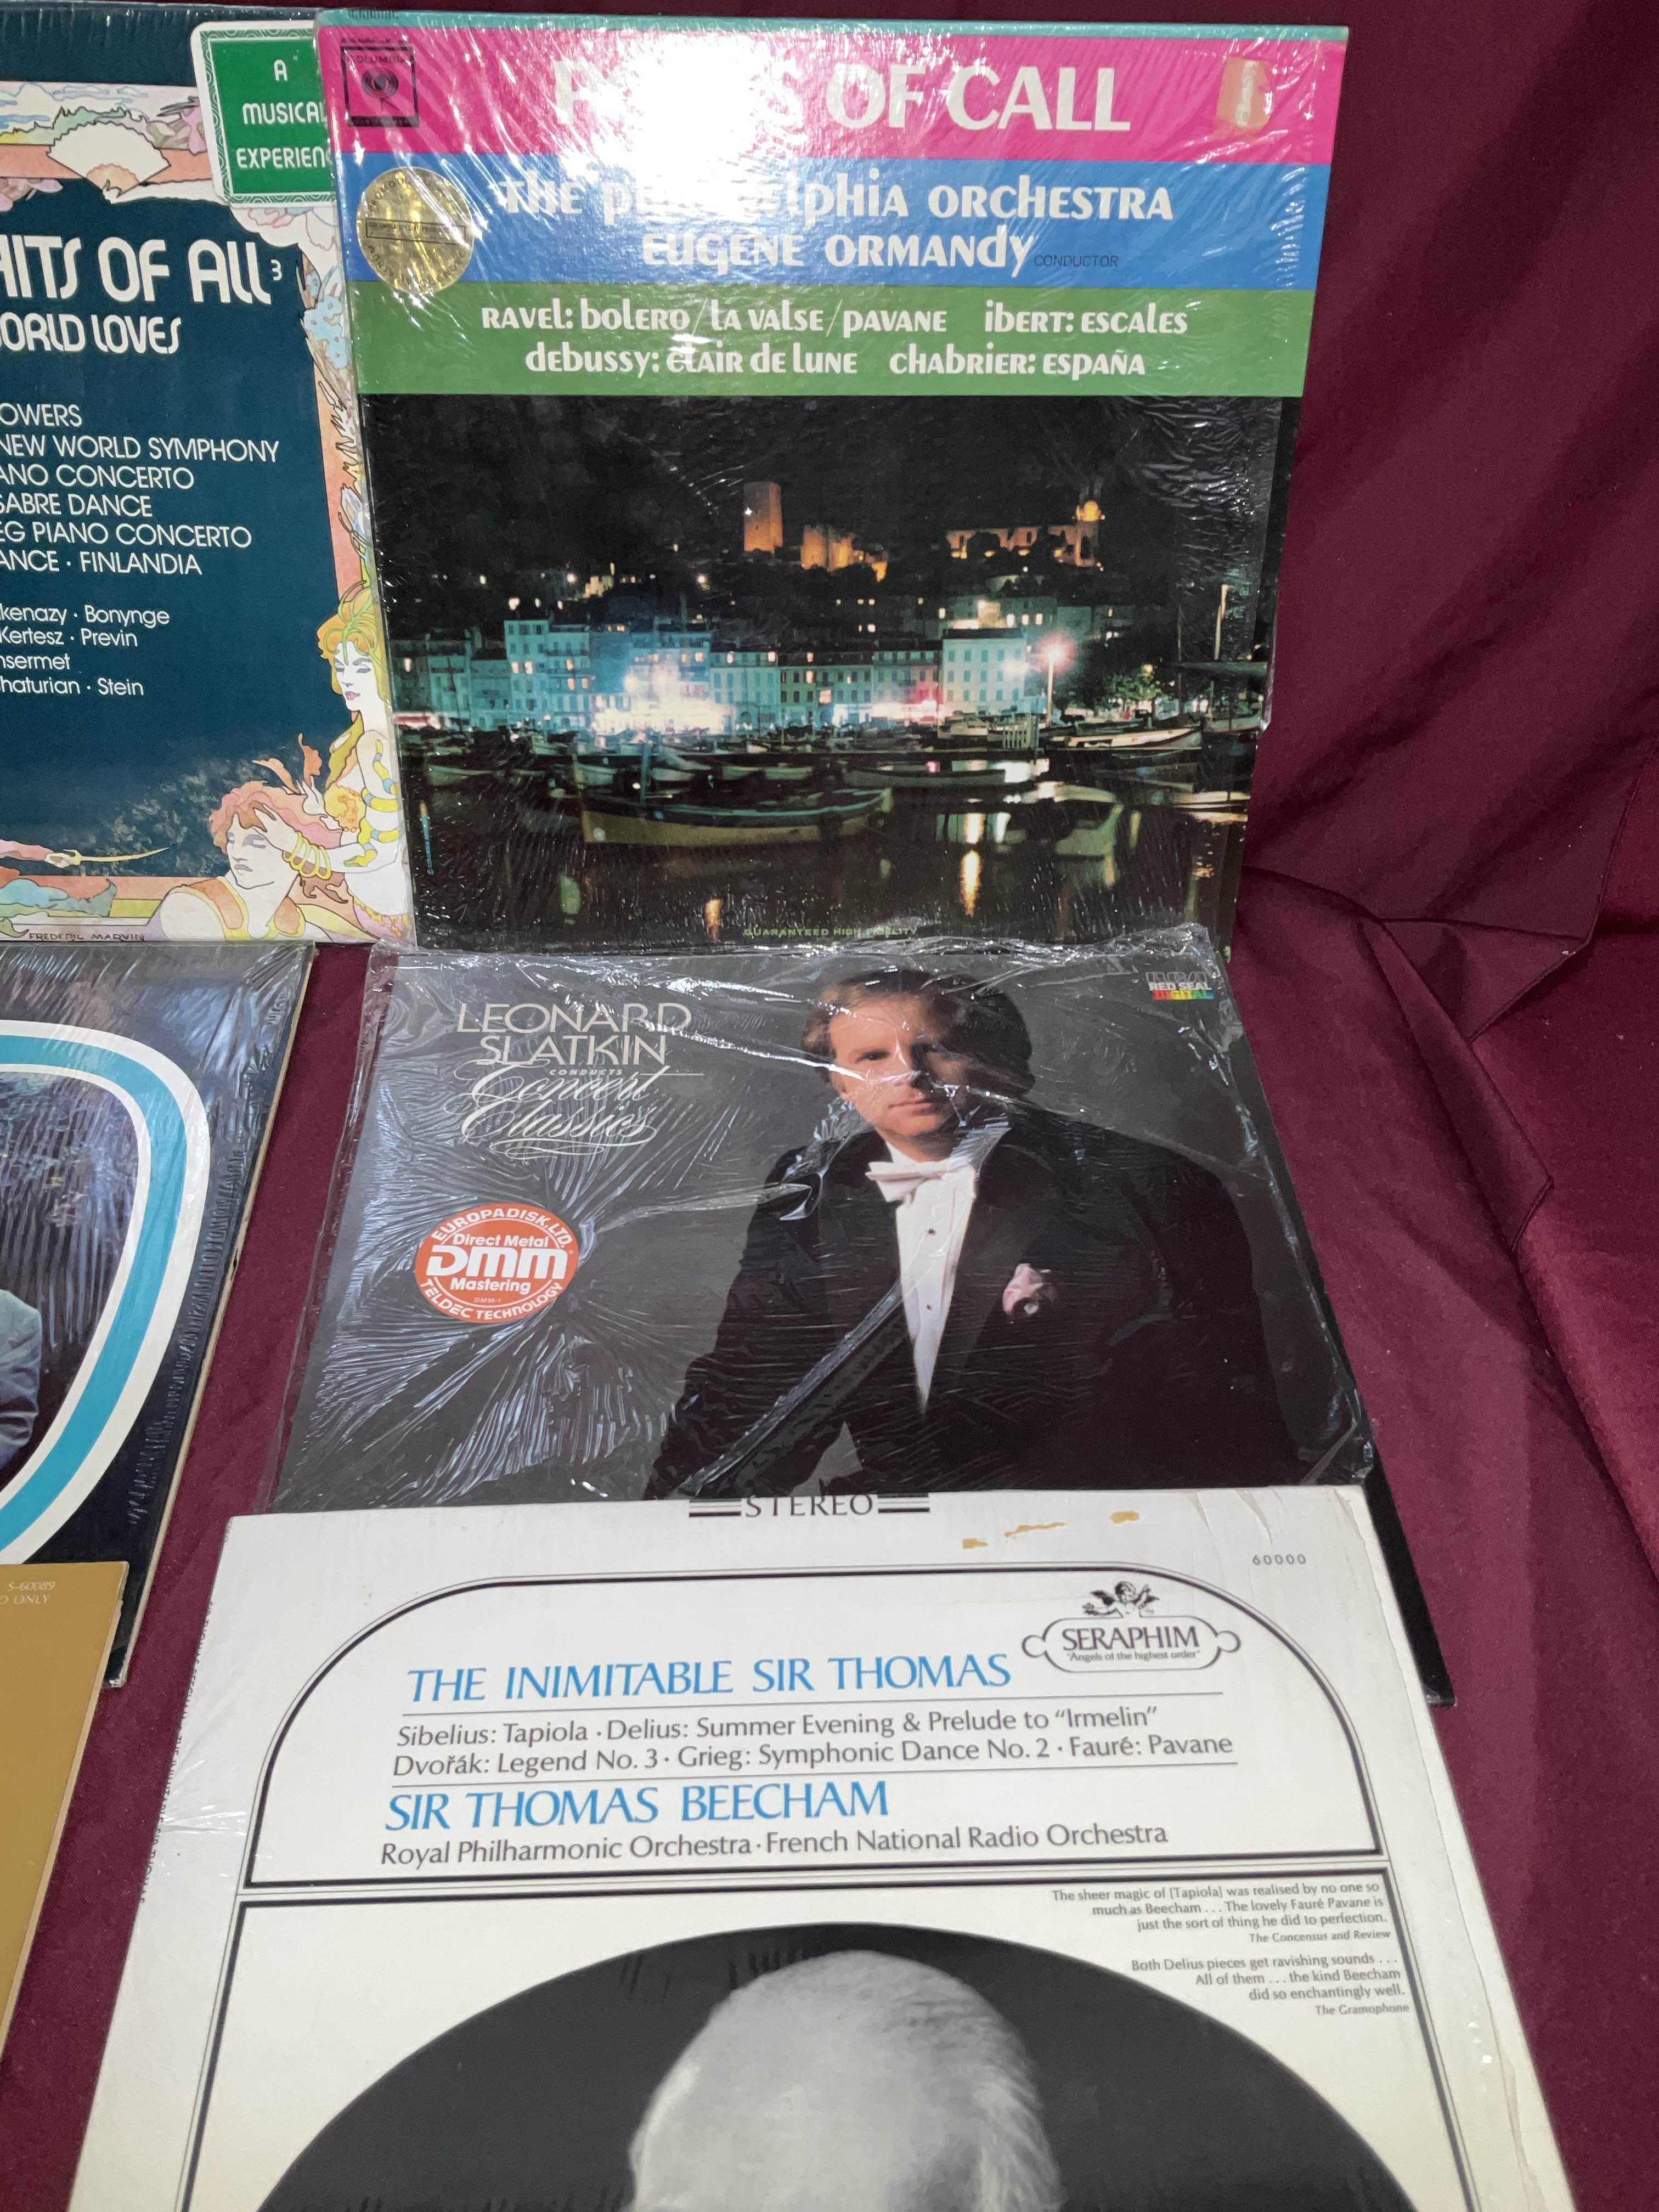 A
MUSICAL
EXPERIENC
HITS OF ALL 3
WORLD LOVES
OWERS
NEW WORLD SYMPHONY
ANO CONCERTO
SABRE DANCE
EG PIANO CONCERTO
ANCE · FINLANDIA
kenazy · Bonynge
Kertesz · Previn
nsermet
haturian · Stein
FREDERIC MARVIN
COLUMBIA
OF CALL
THE Philadelphia ORCHESTRA
EUGENE ORMANDY CONDUCTOR
RAVEL: BOLERO / LA VALSE / PAVANE IBERT: ESCALES
DEBUSSY: CLAIR DE LUNE CHABRIER: ESPAÑA
GUARANTEED HIGH FIDELITY
LEONARD
SLATKIN
CONDUCTS
Concert
Classics
RCA
RED SEAL
DIGITAL
EUROPADISK, LTD.
Direct Metal
DMM
Mastering
DMM-1
TELDEC TECHNOLOGY
S-60089
O ONLY
STEREO
60000
SERAPHIM
"Angels of the highest order"
THE INIMITABLE SIR THOMAS
Sibelius: Tapiola · Delius: Summer Evening & Prelude to "Irmelin"
Dvořák: Legend No. 3 · Grieg: Symphonic Dance No. 2 · Fauré: Pavane
SIR THOMAS BEECHAM
Royal Philharmonic Orchestra · French National Radio Orchestra
The sheer magic of [Tapiola] was realised by no one so
much as Beecham . . . The lovely Fauré Pavane is
just the sort of thing he did to perfection.
The Concensus and Review
Both Delius pieces get ravishing sounds . . .
All of them . . . the kind Beecham
did so enchantingly well.
The Gramophone